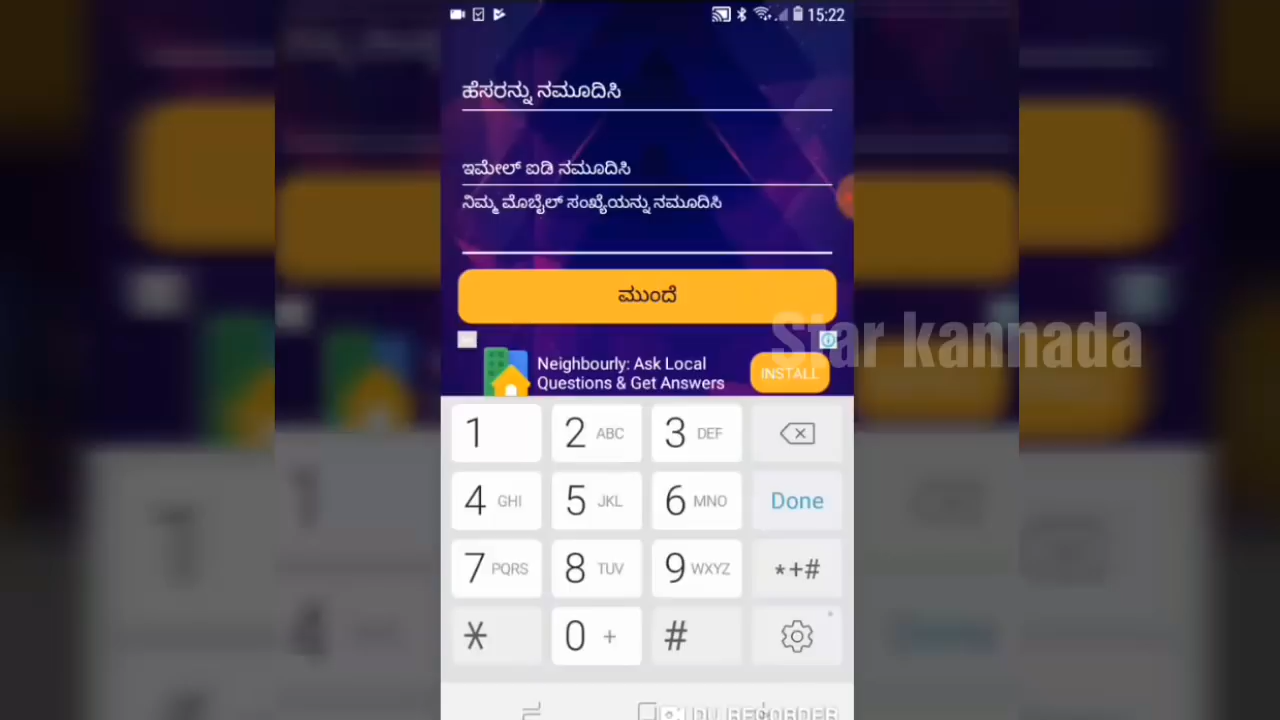 15:22
ಹೆಸರನ್ನು ನಮೂದಿಸಿ
ಇಮೇಲ್ ಐಡಿ ನಮೂದಿಸಿ
ನಿಮ್ಮ ಮೊಬೈಲ್ ಸಂಖ್ಯೆಯನ್ನು ನಮೂದಿಸಿ
ಮುಂದೆ
Star kannada
Neighbourly: Ask Local
Questions & Get Answers
INSTALL
1 2 ABC 3 DEF
4 GHI 5 JKL 6 MNO Done
7 PQRS 8 TUV 9 WXYZ *+#
* 0 + #
DU RECORDER